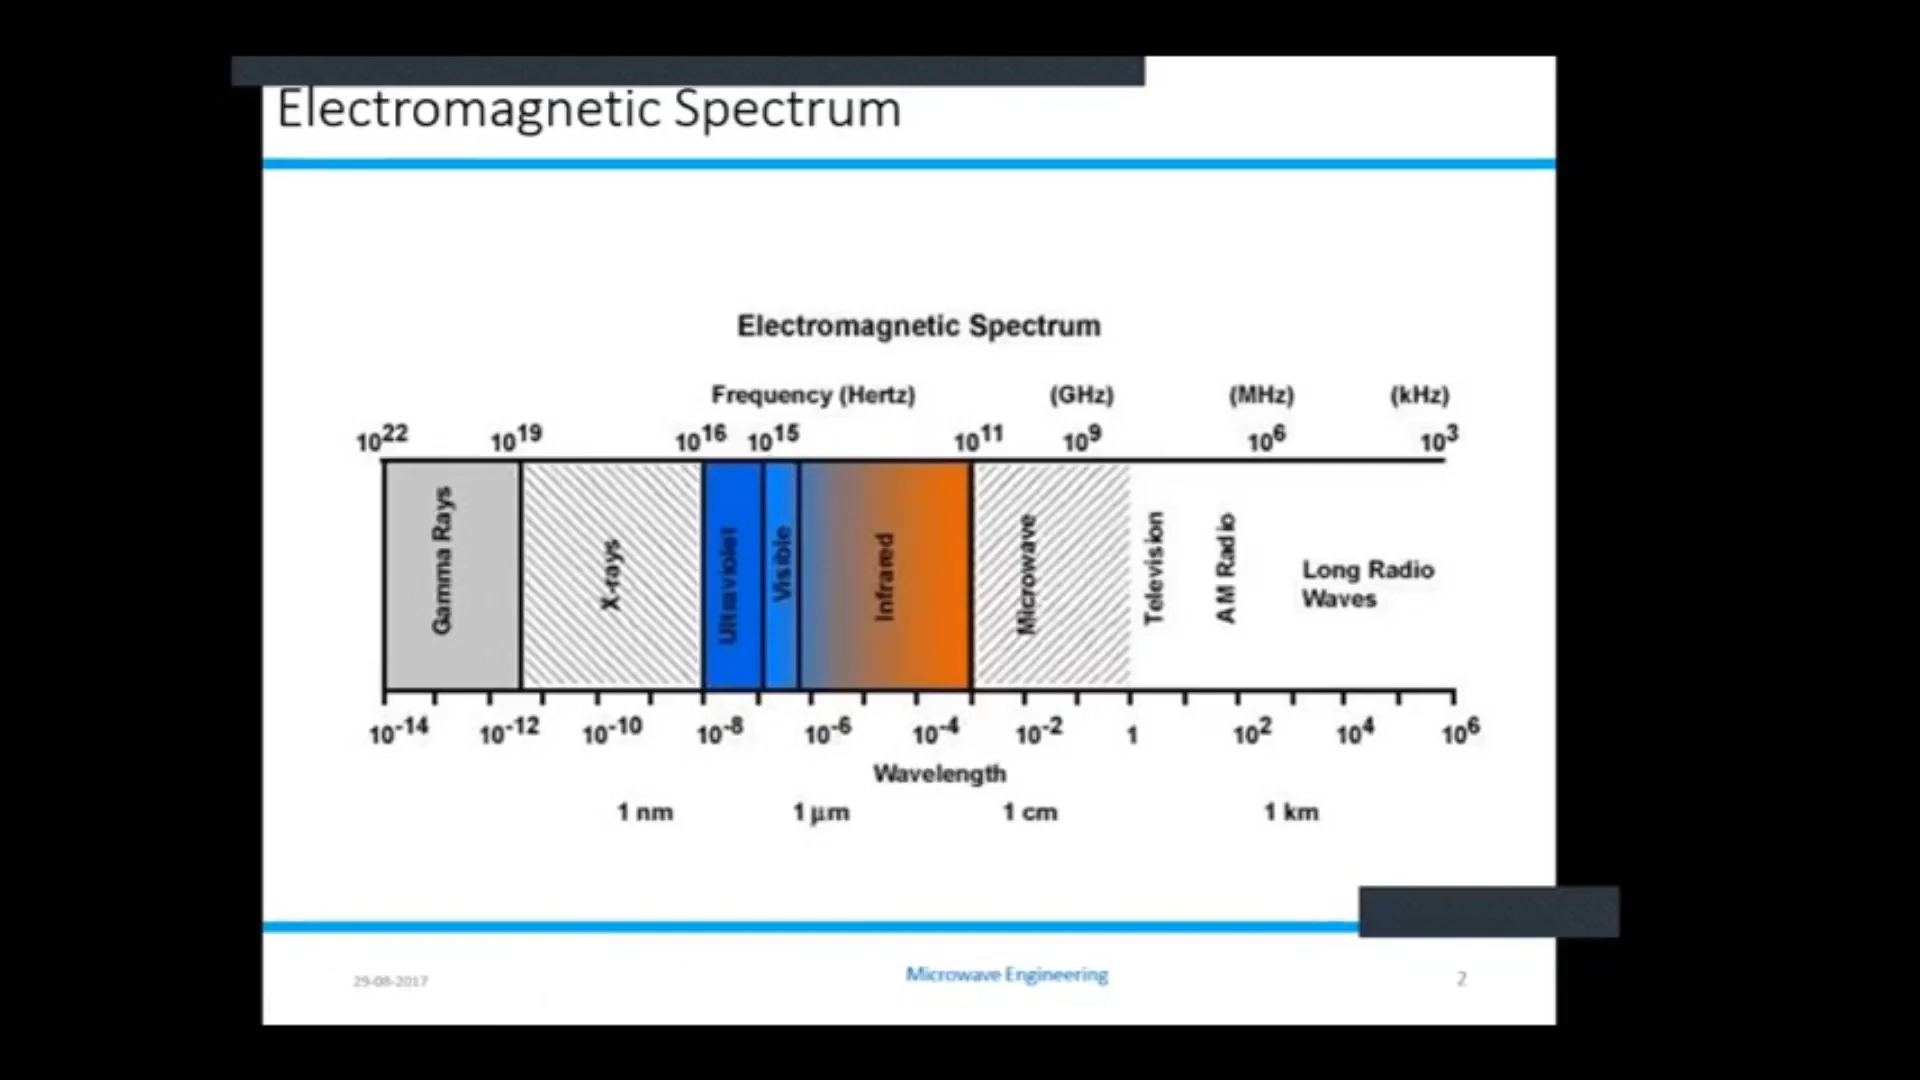 Electromagnetic Spectrum
Electromagnetic Spectrum
Frequency (Hertz) (GHz) (MHz) (kHz)
10^22 10^19 10^16 10^15 10^11 10^9 10^6 10^3
Gamma Rays
X-rays
Ultraviolet
Visible
Infrared
Microwave
Television
AM Radio
Long Radio
Waves
10^-14 10^-12 10^-10 10^-8 10^-6 10^-4 10^-2 1 10^2 10^4 10^6
Wavelength
1 nm 1 μm 1 cm 1 km
29-08-2017 Microwave Engineering 2